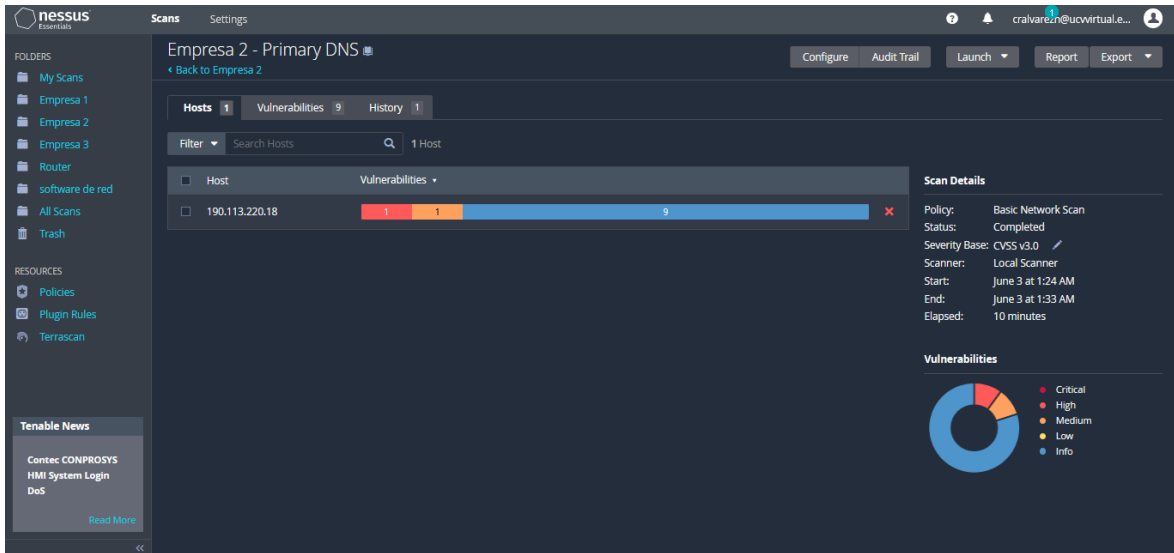 nessus
Essentials
Scans
Settings
1
cralvarezh@ucvvirtual.e...
FOLDERS
My Scans
Empresa 1
Empresa 2
Empresa 3
Router
software de red
All Scans
Trash
RESOURCES
Policies
Plugin Rules
Terrascan
Tenable News
Contec CONPROSYS
HMI System Login
DoS
Read More
Empresa 2 - Primary DNS
Back to Empresa 2
Configure
Audit Trail
Launch
Report
Export
Hosts 1
Vulnerabilities 9
History 1
Filter
Search Hosts
1 Host
Host
Vulnerabilities
190.113.220.18
1
1
9
Scan Details
Policy: Basic Network Scan
Status: Completed
Severity Base: CVSS v3.0
Scanner: Local Scanner
Start: June 3 at 1:24 AM
End: June 3 at 1:33 AM
Elapsed: 10 minutes
Vulnerabilities
Critical
High
Medium
Low
Info